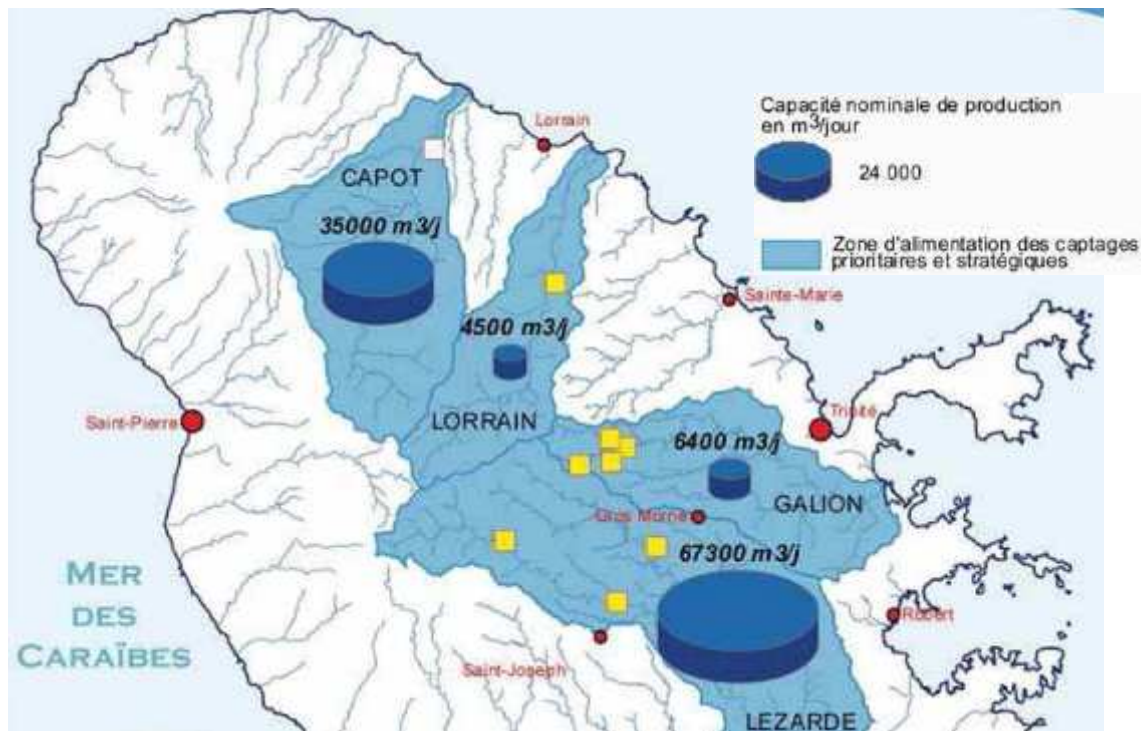 Capacité nominale de production
en m3/jour
24.000
Zone d'alimentation des captages
prioritaires et stratégiques
Lorrain
CAPOT
35000 m3/j
Sainte-Marie
4500 m3/j
Saint-Pierre
LORRAIN
Trinité
6400 m3/j
GALION
Gros Morne
67300 m3/j
MER
DES
CARAÏBES
Robert
Saint-Joseph
LEZARDE